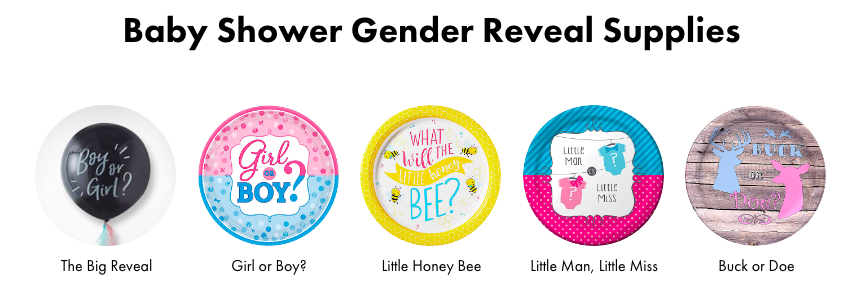 Baby Shower Gender Reveal Supplies
Boy
or
Girl?
Girl
OR
BOY?
WHAT
will THE
LITTLE honey
BEE?
Little
Man
or
Little
Miss
BUCK
OR
Doe?
The Big Reveal
Girl or Boy?
Little Honey Bee
Little Man, Little Miss
Buck or Doe